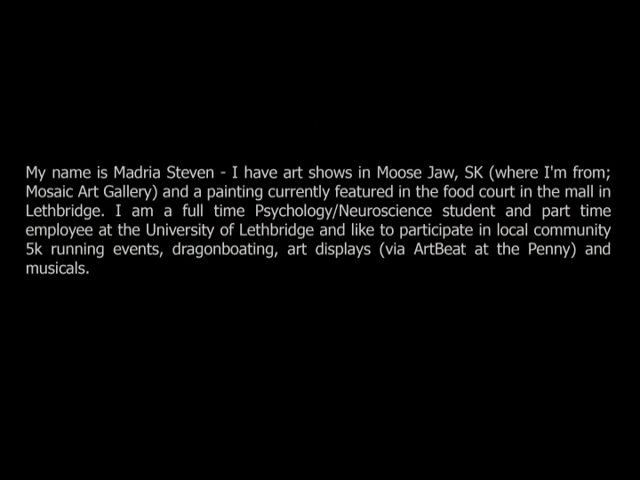 My name is Madria Steven - I have art shows in Moose Jaw, SK (where I'm from;
Mosaic Art Gallery) and a painting currently featured in the food court in the mall in
Lethbridge. I am a full time Psychology/Neuroscience student and part time
employee at the University of Lethbridge and like to participate in local community
5k running events, dragonboating, art displays (via ArtBeat at the Penny) and
musicals.